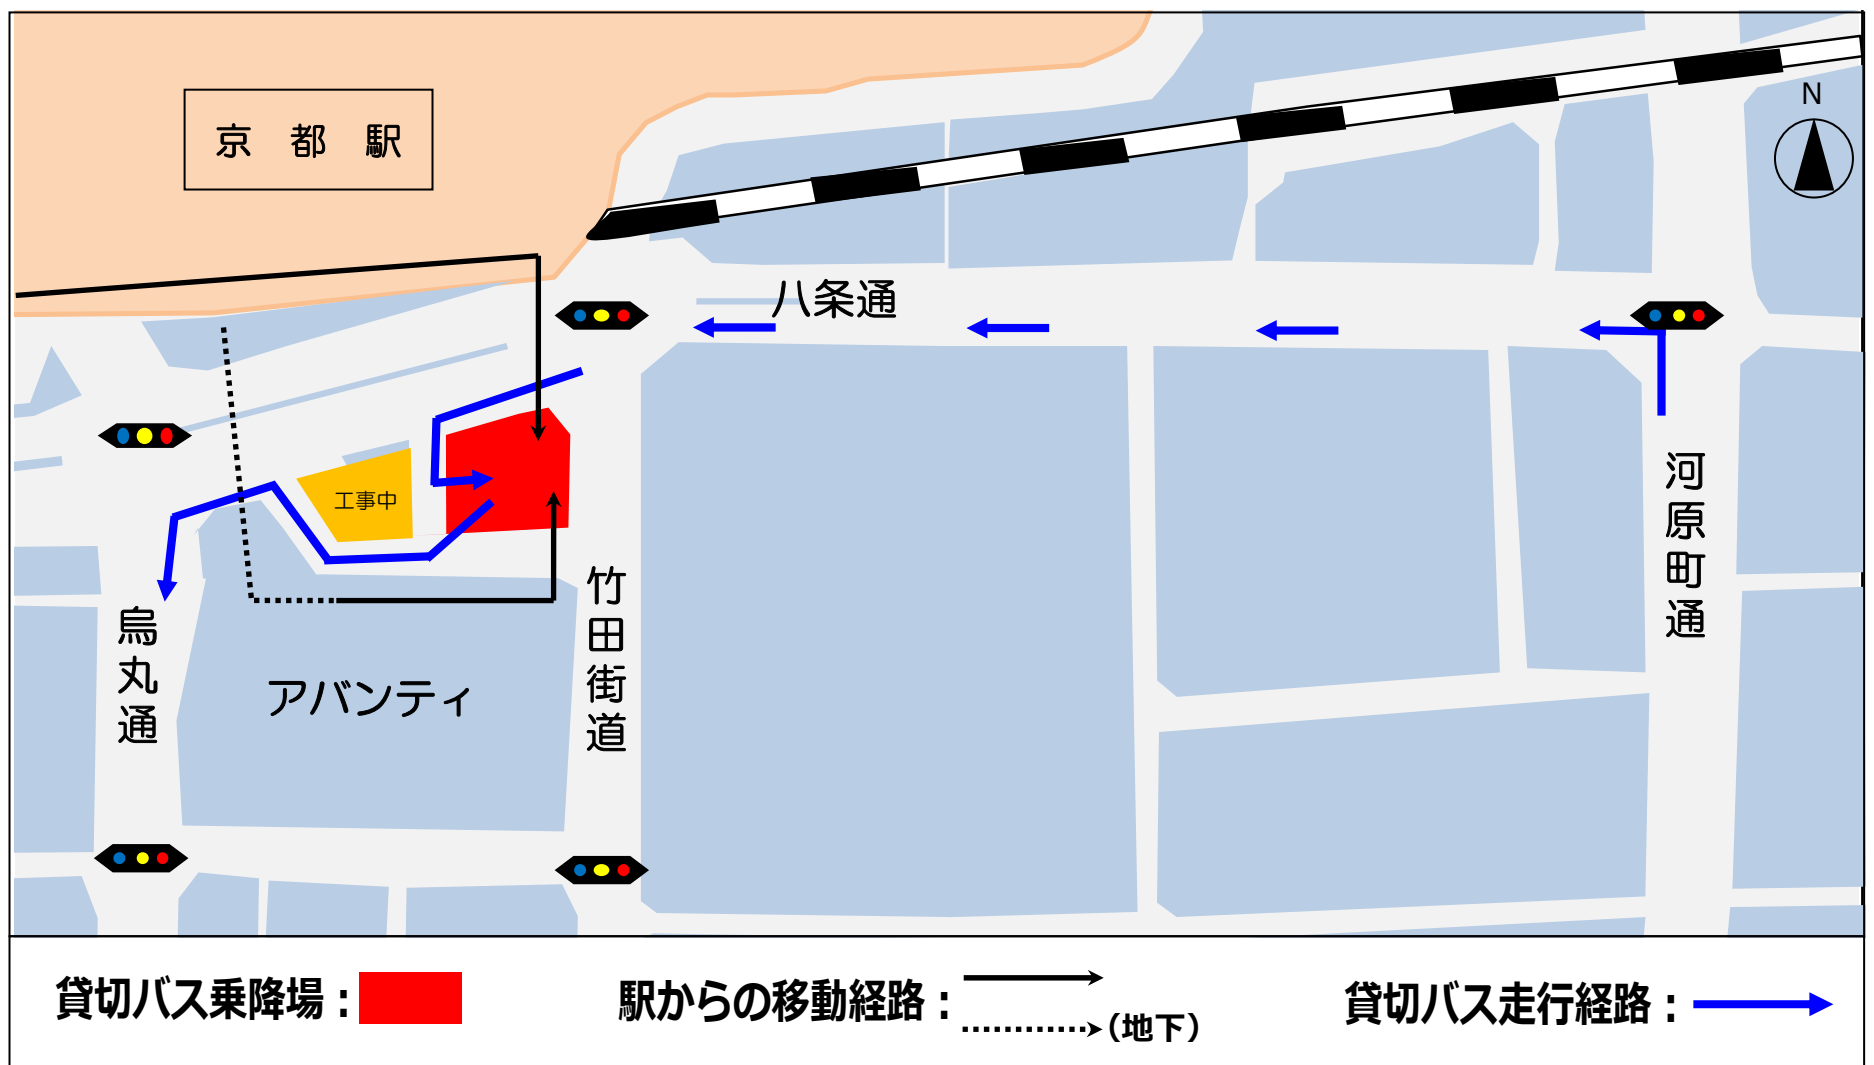 京 都 駅
N
八条通
工事中
河原町通
竹田街道
烏丸通
アバンティ
貸切バス乗降場：
駅からの移動経路：
（地下）
貸切バス走行経路：